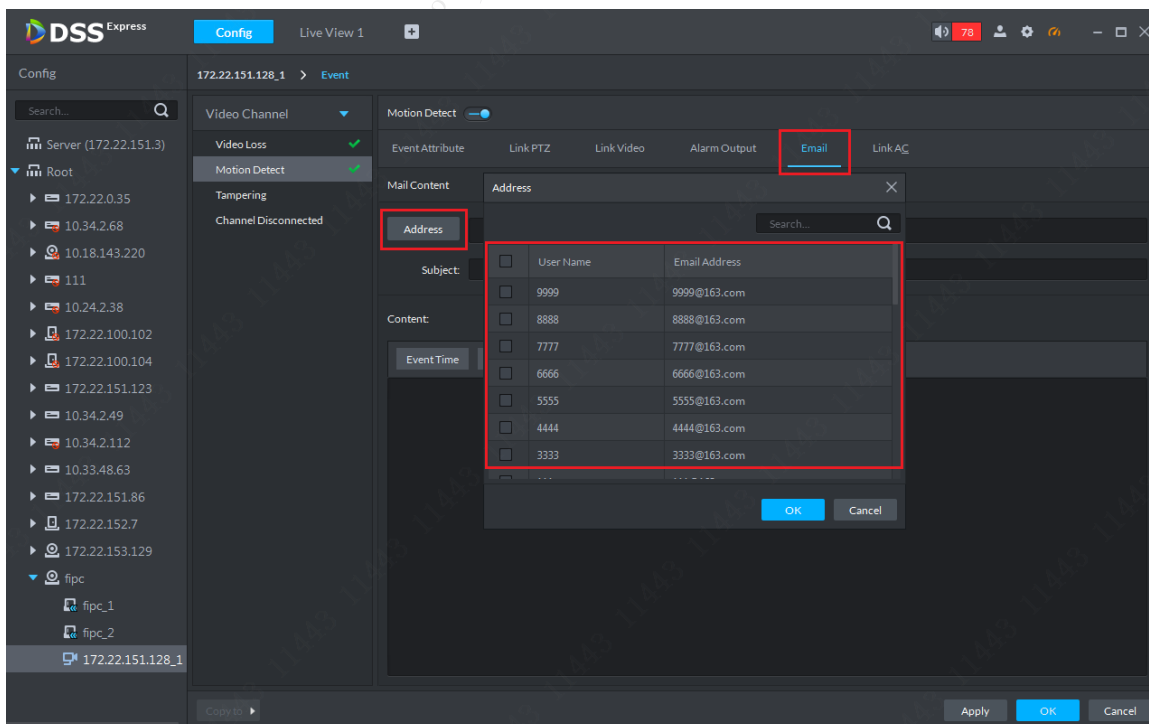 DSS Express
Config
Live View 1
78
Config
172.22.151.128_1 > Event
Search...
Server (172.22.151.3)
Root
172.22.0.35
10.34.2.68
10.18.143.220
111
10.24.2.38
172.22.100.102
172.22.100.104
172.22.151.123
10.34.2.49
10.34.2.112
10.33.48.63
172.22.151.86
172.22.152.7
172.22.153.129
fipc
fipc_1
fipc_2
172.22.151.128_1
Video Channel
Video Loss
Motion Detect
Tampering
Channel Disconnected
Motion Detect
Event Attribute
Link PTZ
Link Video
Alarm Output
Email
Link AC
Mail Content
Address
Subject:
Content:
Event Time
Address
Search...
User Name Email Address
9999 9999@163.com
8888 8888@163.com
7777 7777@163.com
6666 6666@163.com
5555 5555@163.com
4444 4444@163.com
3333 3333@163.com
OK
Cancel
Copy to
Apply
OK
Cancel